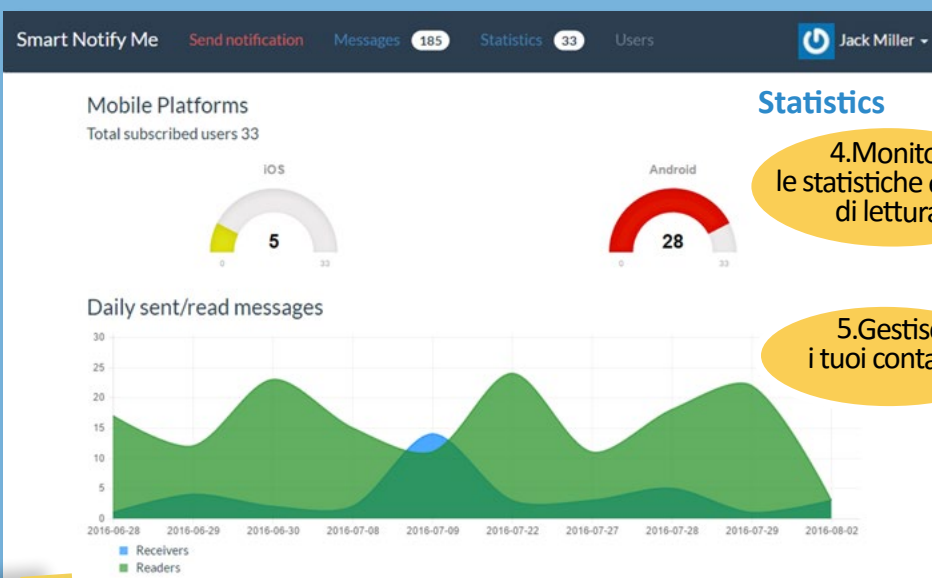 Smart Notify Me Send notification Messages 185 Statistics 33 Users Jack Miller
Mobile Platforms
Total subscribed users 33
Statistics
iOS
5
0 33
Android
28
0 33
4.Monito
le statistiche
di lettura
Daily sent/read messages
5.Gestis
i tuoi conta
30
25
20
15
10
5
0
2016-06-28 2016-06-29 2016-06-30 2016-07-08 2016-07-09 2016-07-22 2016-07-27 2016-07-28 2016-07-29 2016-08-02
Receivers
Readers